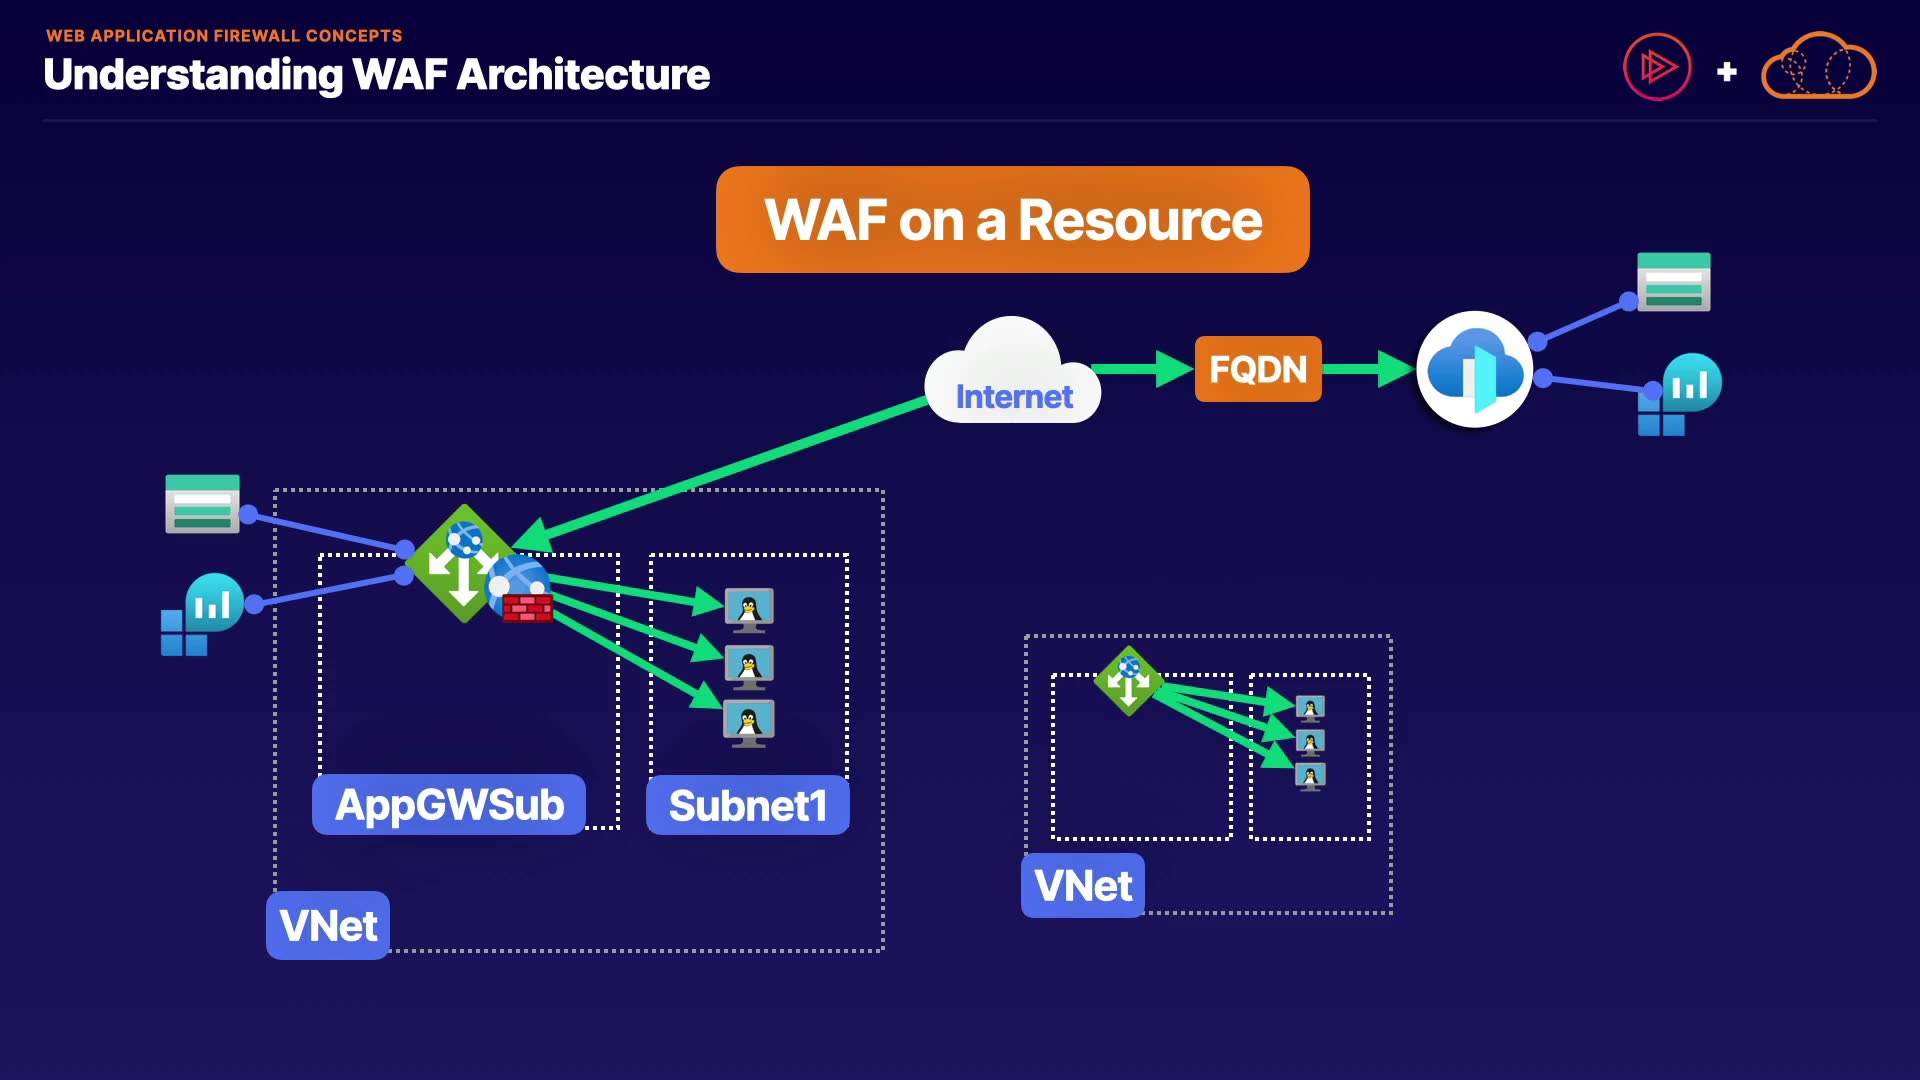 WEB APPLICATION FIREWALL CONCEPTS
Understanding WAF Architecture
+
WAF on a Resource
Internet
FQDN
AppGWSub
Subnet1
VNet
VNet